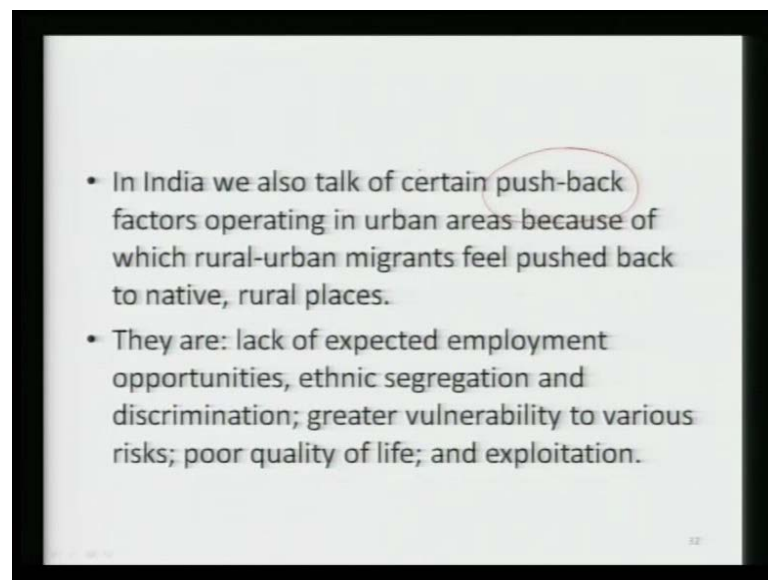 • In India we also talk of certain push-back
factors operating in urban areas because of
which rural-urban migrants feel pushed back
to native, rural places.
• They are: lack of expected employment
opportunities, ethnic segregation and
discrimination; greater vulnerability to various
risks; poor quality of life; and exploitation.
32